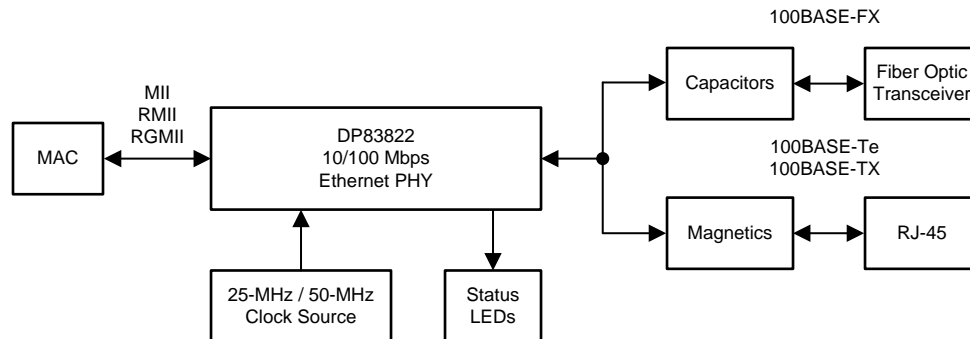 100BASE-FX
Capacitors
Fiber Optic
Transceiver
MII
RMII
RGMII
MAC
DP83822
10/100 Mbps
Ethernet PHY
100BASE-Te
100BASE-TX
Magnetics
RJ-45
25-MHz / 50-MHz
Clock Source
Status
LEDs